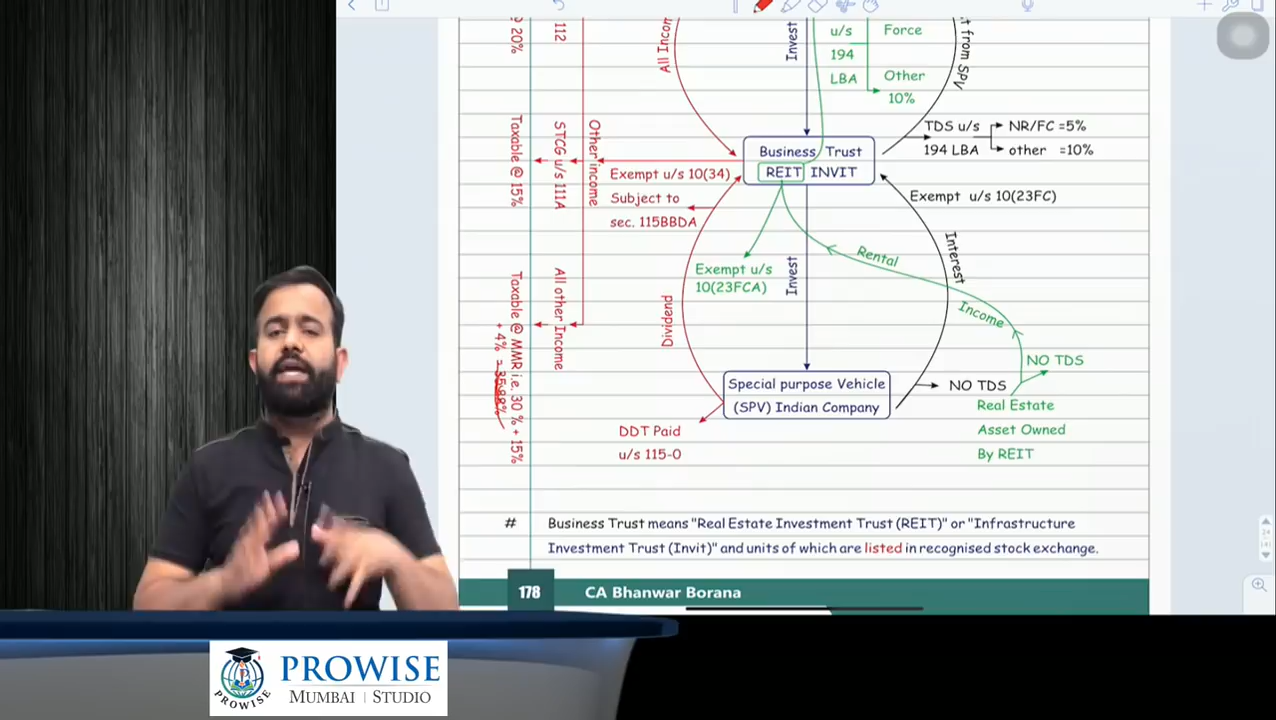 @ 20%
112
All Incom
Invest
u/s
194
LBA
Force
Other
10%
t from SPV
Taxable @ 15%
STCG u/s 111A
Other income
Business Trust
REIT INVIT
TDS u/s
194 LBA
NR/FC =5%
other =10%
Exempt u/s 10(34)
Subject to
sec. 115BBDA
Exempt u/s 10(23FC)
Exempt u/s
10(23FCA)
Invest
Rental
Income
Interest
Dividend
Taxable @ MMR i.e. 30 % + 15%
+ 4% = 35.88%
All other Income
Special purpose Vehicle
(SPV) Indian Company
NO TDS
NO TDS
Real Estate
Asset Owned
By REIT
DDT Paid
u/s 115-O
# Business Trust means "Real Estate Investment Trust (REIT)" or "Infrastructure
Investment Trust (Invit)" and units of which are listed in recognised stock exchange.
178 CA Bhanwar Borana
PROWISE
PROWISE
MUMBAI | STUDIO